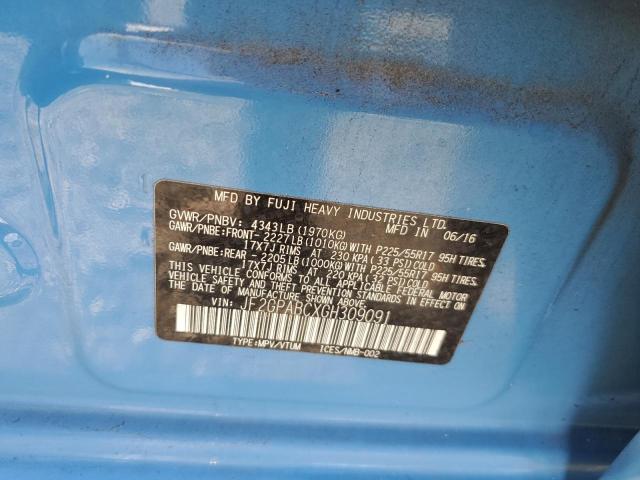 MFD BY FUJI HEAVY INDUSTRIES LTD.
GVWR/PNBV: 4343LB(1970KG) MFD IN 06/16
GAWR/PNBE:FRONT-2227LB(1010KG)WITH P225/55R17 95H TIRES,
17X7J RIMS, AT 230 KPA(33 PSI)COLD
GAWR/PNBE:REAR -2205LB(1000KG)WITH P225/55R17 95H TIRES,
17X7J RIMS, AT 220 KPA(32 PSI)COLD
THIS VEHICLE CONFORMS TO ALL APPLICABLE FEDERAL MOTOR
VEHICLE SAFETY STANDARDS IN EFFECT ON
THE DATE OF MANUFACTURE SHOWN ABOVE.
VIN: JF2GPABCXGH309091
TYPE:MPV/VTUM ICES/NMB-002